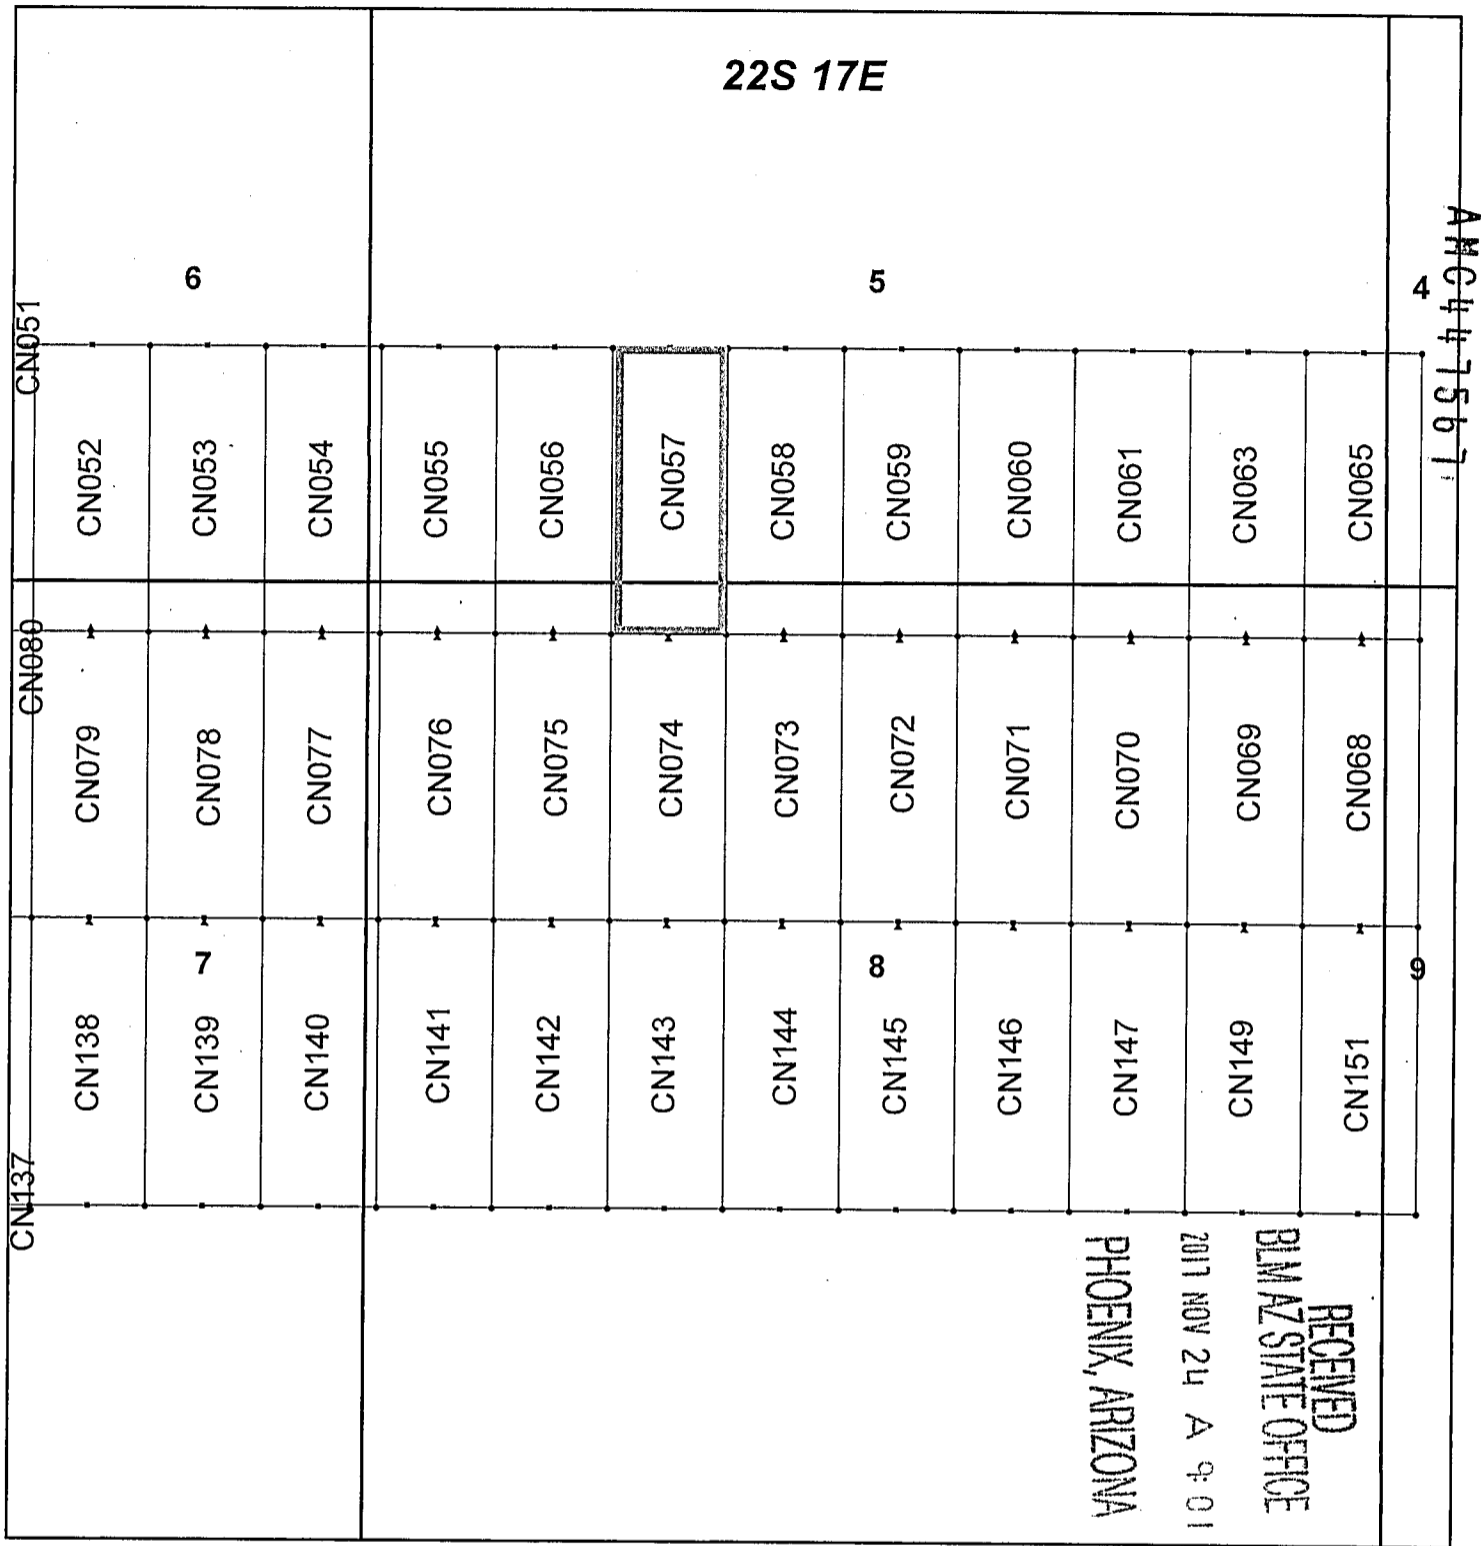 22S 17E
AMC447567
6
5
4
CN051
CN052
CN053
CN054
CN055
CN056
CN057
CN058
CN059
CN060
CN061
CN063
CN065
CN080
CN079
CN078
CN077
CN076
CN075
CN074
CN073
CN072
CN071
CN070
CN069
CN068
7
8
9
CN137
CN138
CN139
CN140
CN141
CN142
CN143
CN144
CN145
CN146
CN147
CN149
CN151
RECEIVED
BLM AZ STATE OFFICE
2017 NOV 24 A 9:01
PHOENIX, ARIZONA